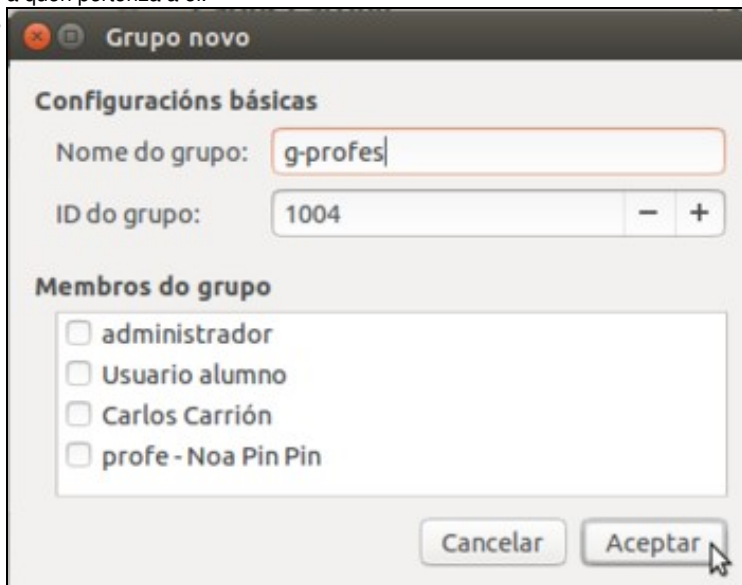 Grupo novo
Configuracións básicas
Nome do grupo: g-profes
ID do grupo: 1004 − +
Membros do grupo
administrador
Usuario alumno
Carlos Carrión
profe - Noa Pin Pin
Cancelar Aceptar